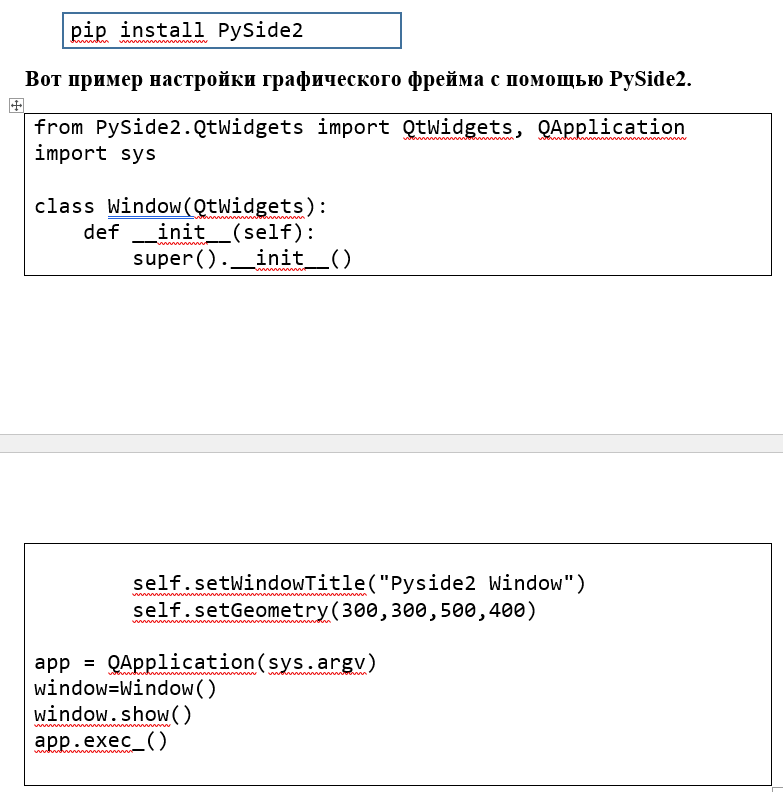 pip install PySide2
Вот пример настройки графического фрейма с помощью PySide2.
from PySide2.QtWidgets import QtWidgets, QApplication
import sys
class Window(QtWidgets):
    def __init__(self):
        super().__init__()
        self.setWindowTitle("Pyside2 Window")
        self.setGeometry(300,300,500,400)
app = QApplication(sys.argv)
window=Window()
window.show()
app.exec_()